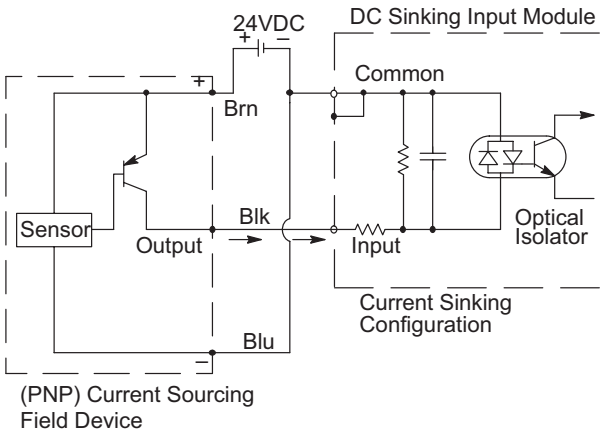 24VDC
+ −
DC Sinking Input Module
+
Brn
Common
Sensor
Output
Blk
Input
Optical
Isolator
Current Sinking
Configuration
Blu
−
(PNP) Current Sourcing
Field Device